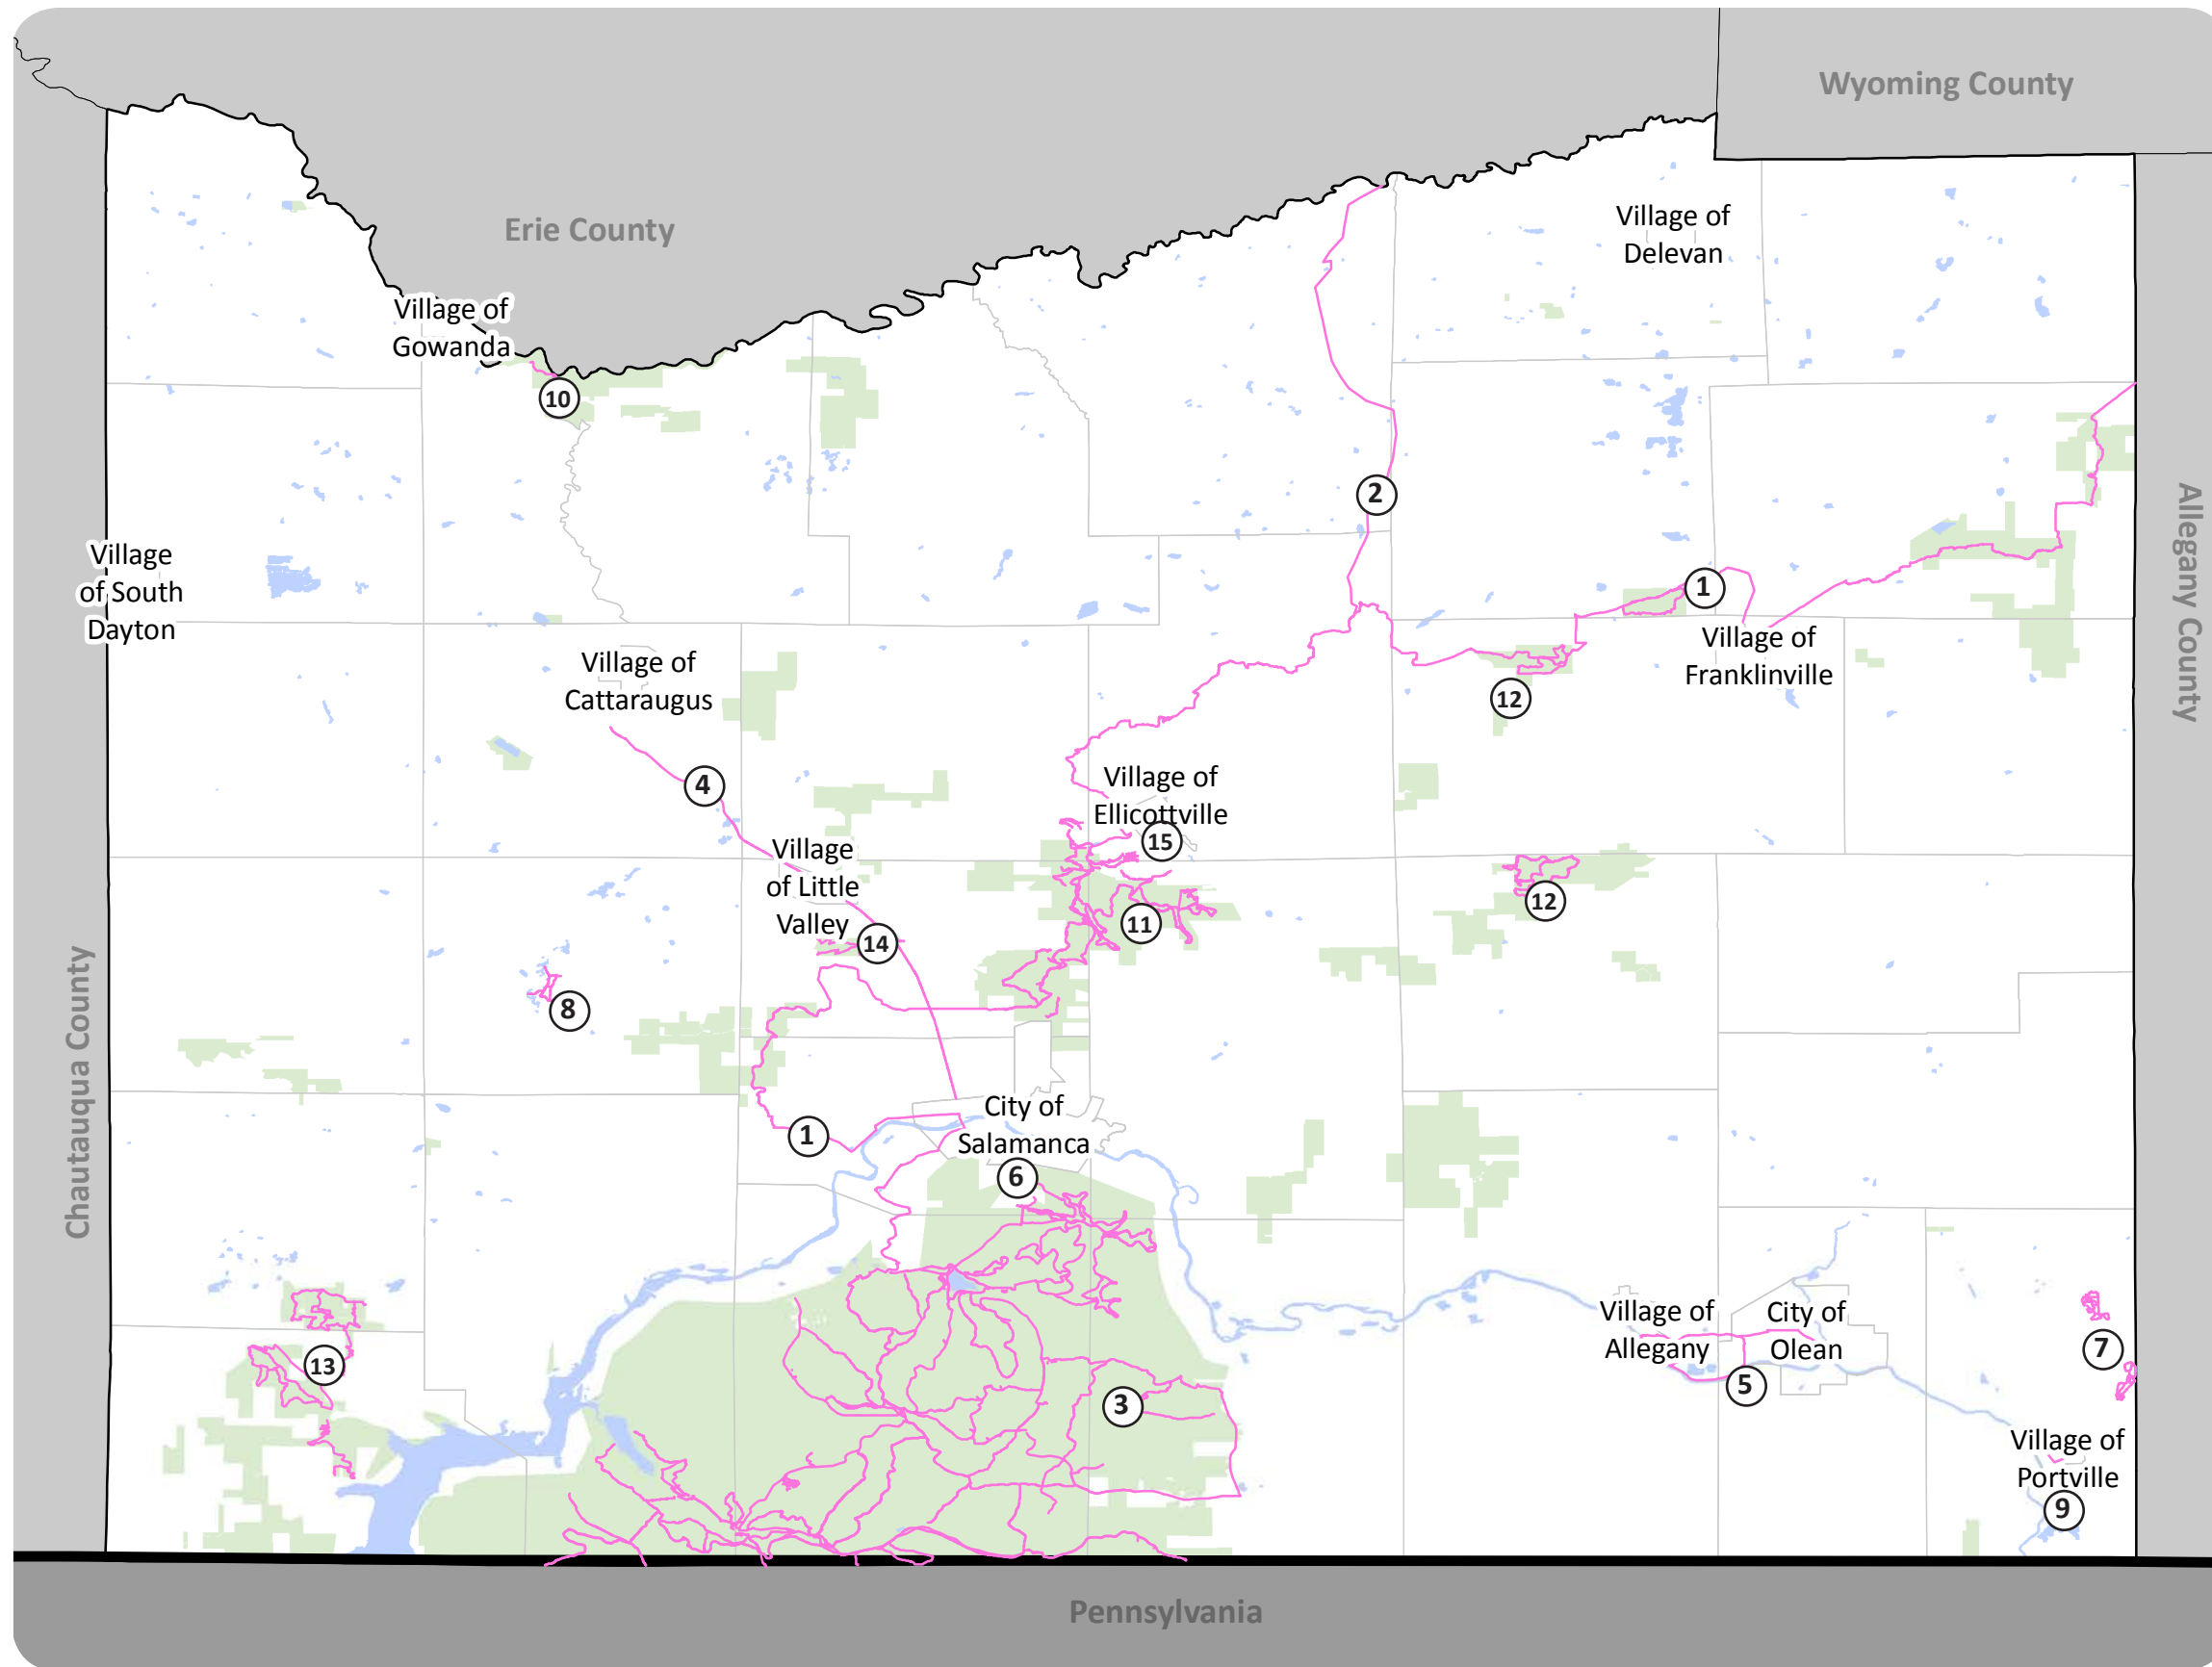 Wyoming County
Erie County
Village of
Delevan
Village of
Gowanda
10
2
Allegany County
Village
of South
Dayton
1
Village of
Franklinville
Village of
Cattaraugus
12
4
Village of
Ellicottville
15
Village
of Little
Valley
12
11
14
Chautauqua County
8
City of
Salamanca
1
6
Village of
Allegany
City of
Olean
7
13
5
3
Village of
Portville
9
Pennsylvania